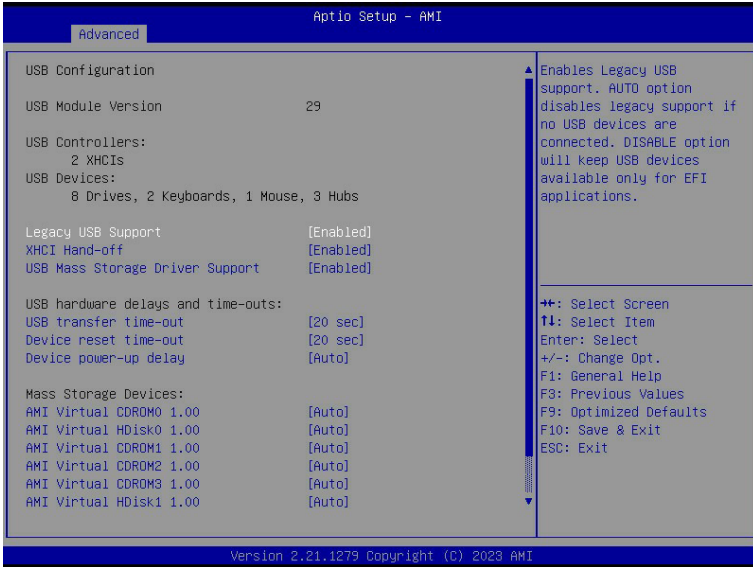 Aptio Setup – AMI
Advanced
USB Configuration
USB Module Version 29
USB Controllers:
2 XHCIs
USB Devices:
8 Drives, 2 Keyboards, 1 Mouse, 3 Hubs
Legacy USB Support [Enabled]
XHCI Hand-off [Enabled]
USB Mass Storage Driver Support [Enabled]
USB hardware delays and time-outs:
USB transfer time-out [20 sec]
Device reset time-out [20 sec]
Device power-up delay [Auto]
Mass Storage Devices:
AMI Virtual CDROM0 1.00 [Auto]
AMI Virtual HDisk0 1.00 [Auto]
AMI Virtual CDROM1 1.00 [Auto]
AMI Virtual CDROM2 1.00 [Auto]
AMI Virtual CDROM3 1.00 [Auto]
AMI Virtual HDisk1 1.00 [Auto]
Enables Legacy USB
support. AUTO option
disables legacy support if
no USB devices are
connected. DISABLE option
will keep USB devices
available only for EFI
applications.
→←: Select Screen
↑↓: Select Item
Enter: Select
+/-: Change Opt.
F1: General Help
F3: Previous Values
F9: Optimized Defaults
F10: Save & Exit
ESC: Exit
Version 2.21.1279 Copyright (C) 2023 AMI